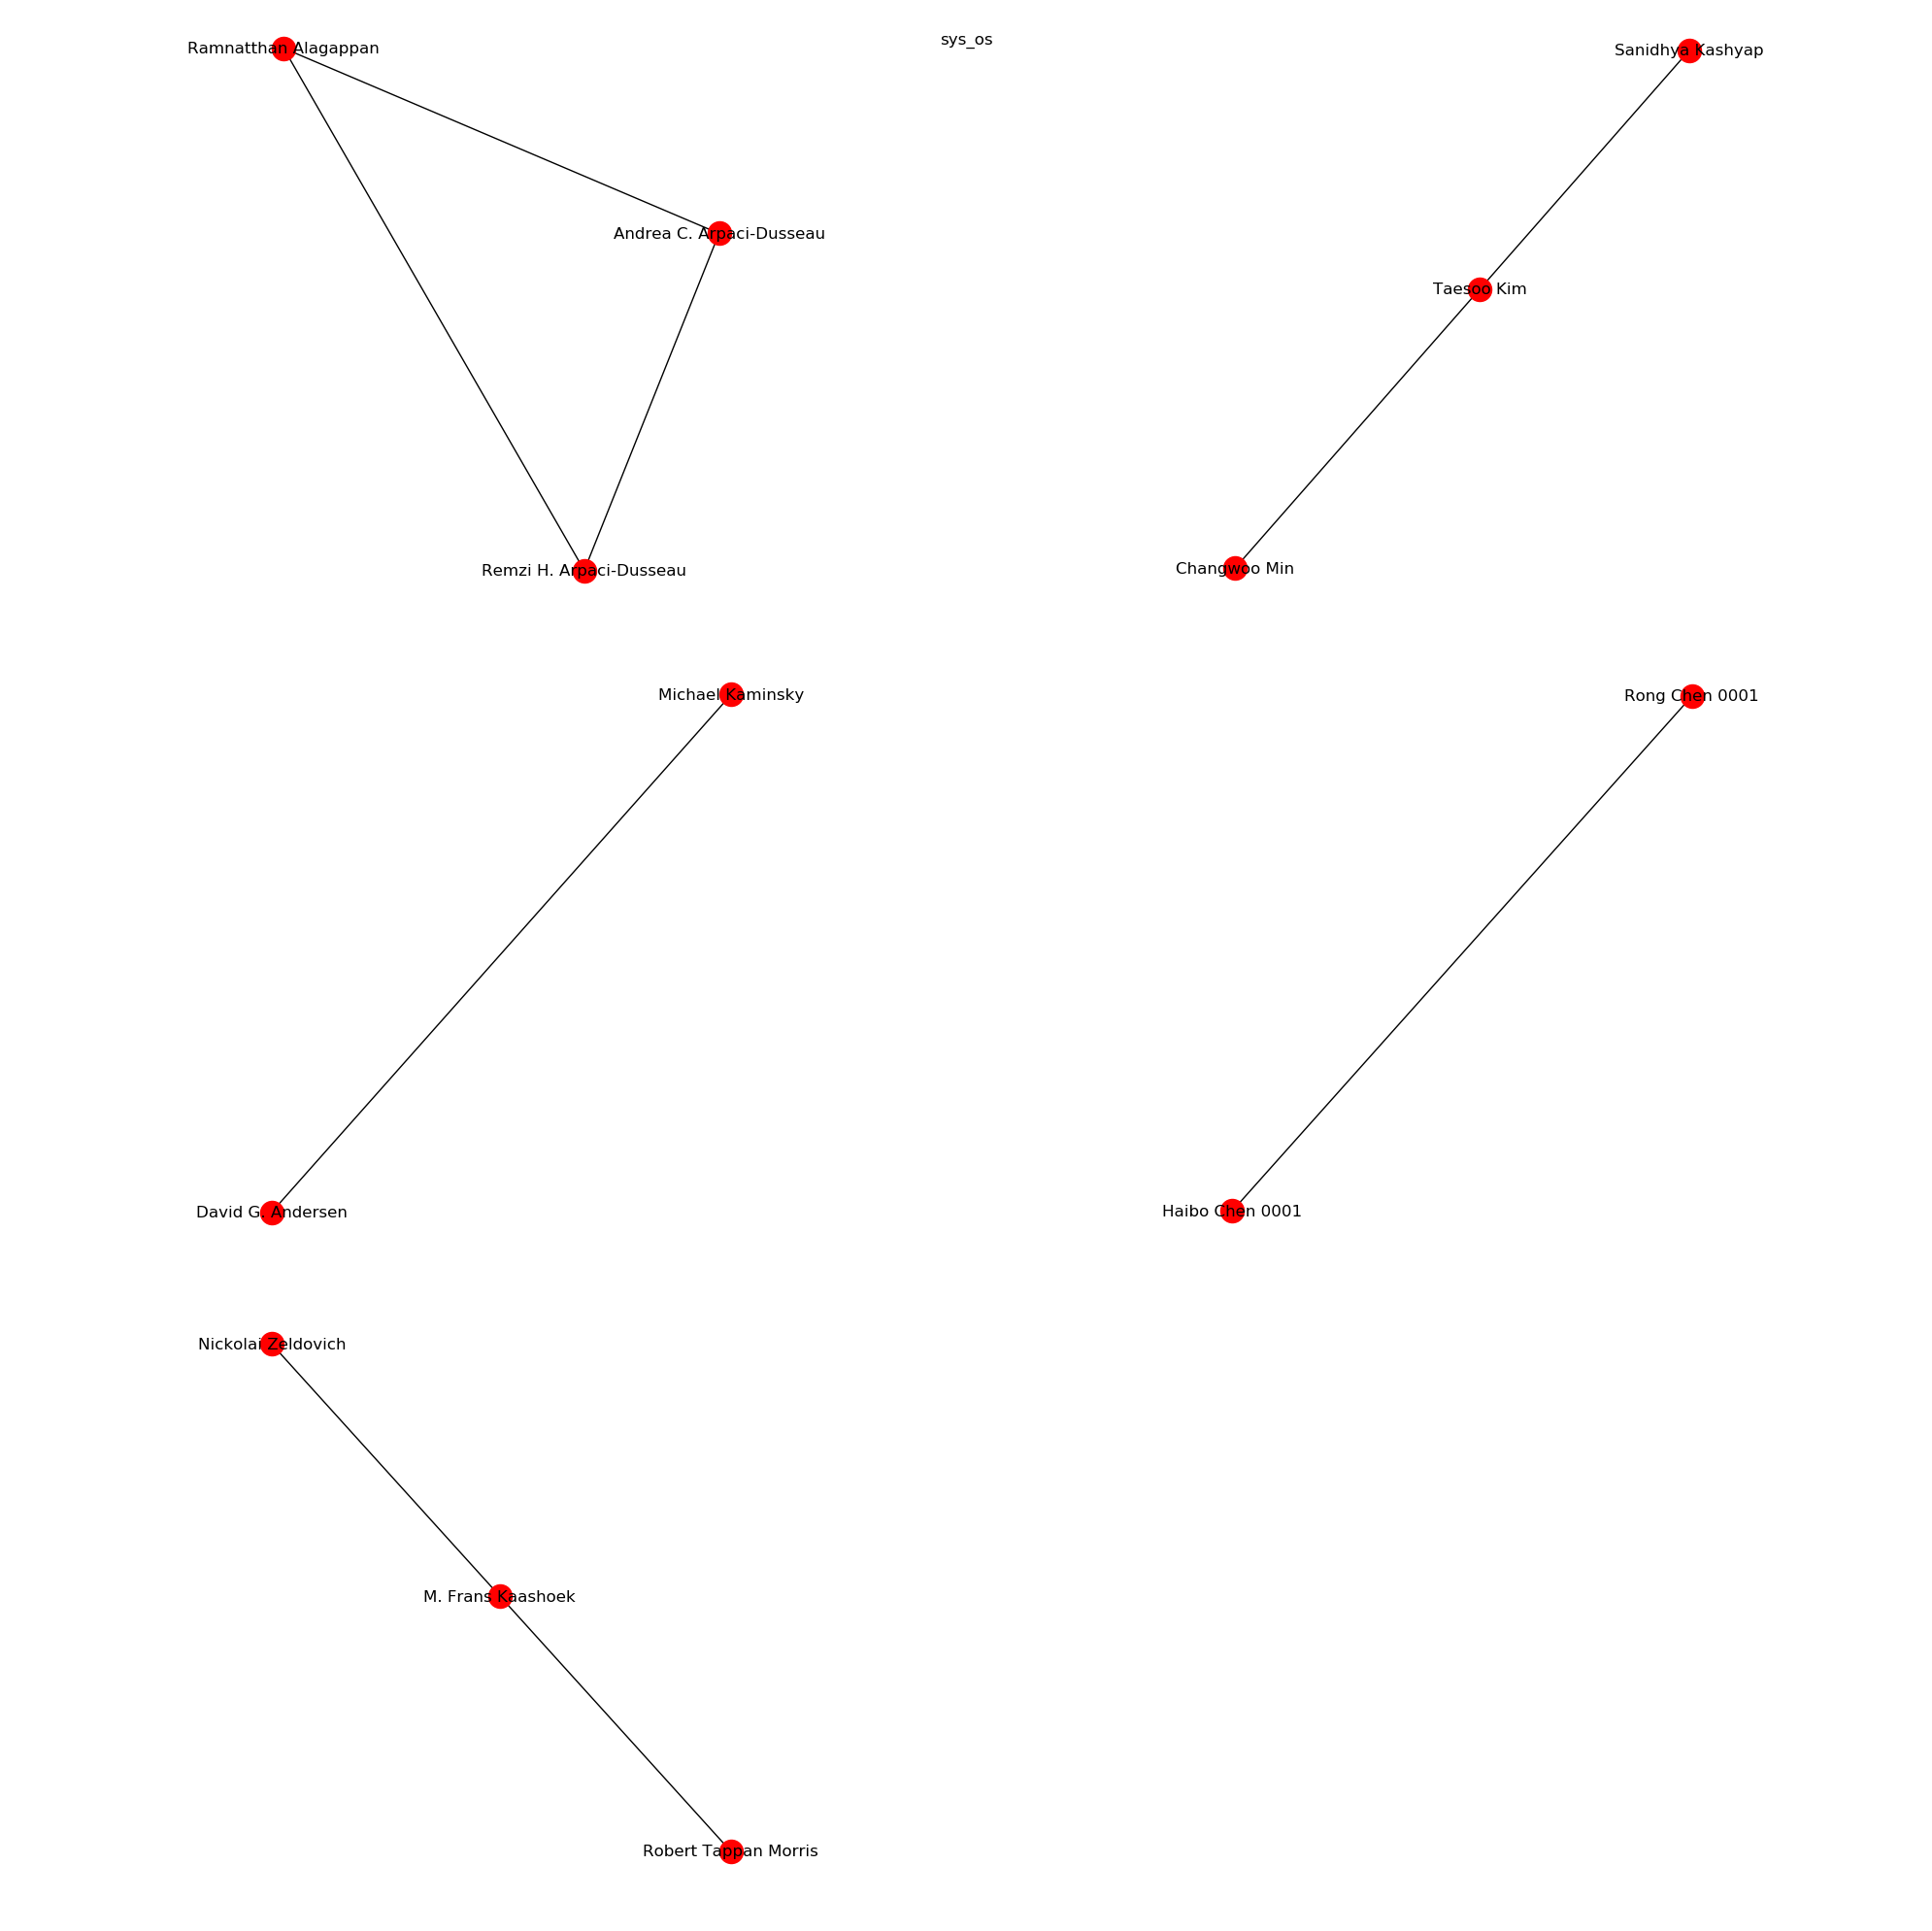 sys_os
Ramnatthan Alagappan
Andrea C. Arpaci-Dusseau
Remzi H. Arpaci-Dusseau
Sanidhya Kashyap
Taesoo Kim
Changwoo Min
Michael Kaminsky
David G. Andersen
Rong Chen 0001
Haibo Chen 0001
Nickolai Zeldovich
M. Frans Kaashoek
Robert Tappan Morris